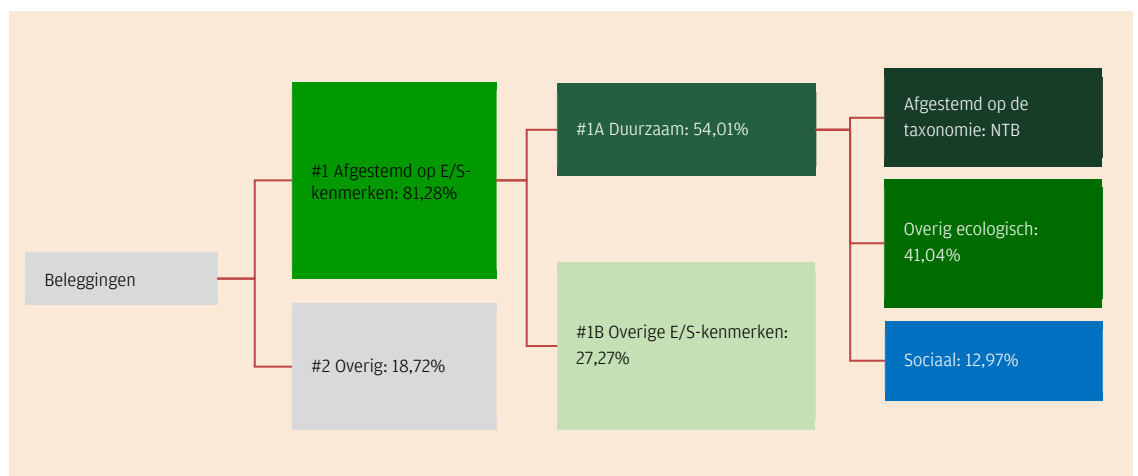 Beleggingen
#1 Afgestemd op E/S-
kenmerken: 81,28%
#2 Overig: 18,72%
#1A Duurzaam: 54,01%
#1B Overige E/S-kenmerken:
27,27%
Afgestemd op de
taxonomie: NTB
Overig ecologisch:
41,04%
Sociaal: 12,97%